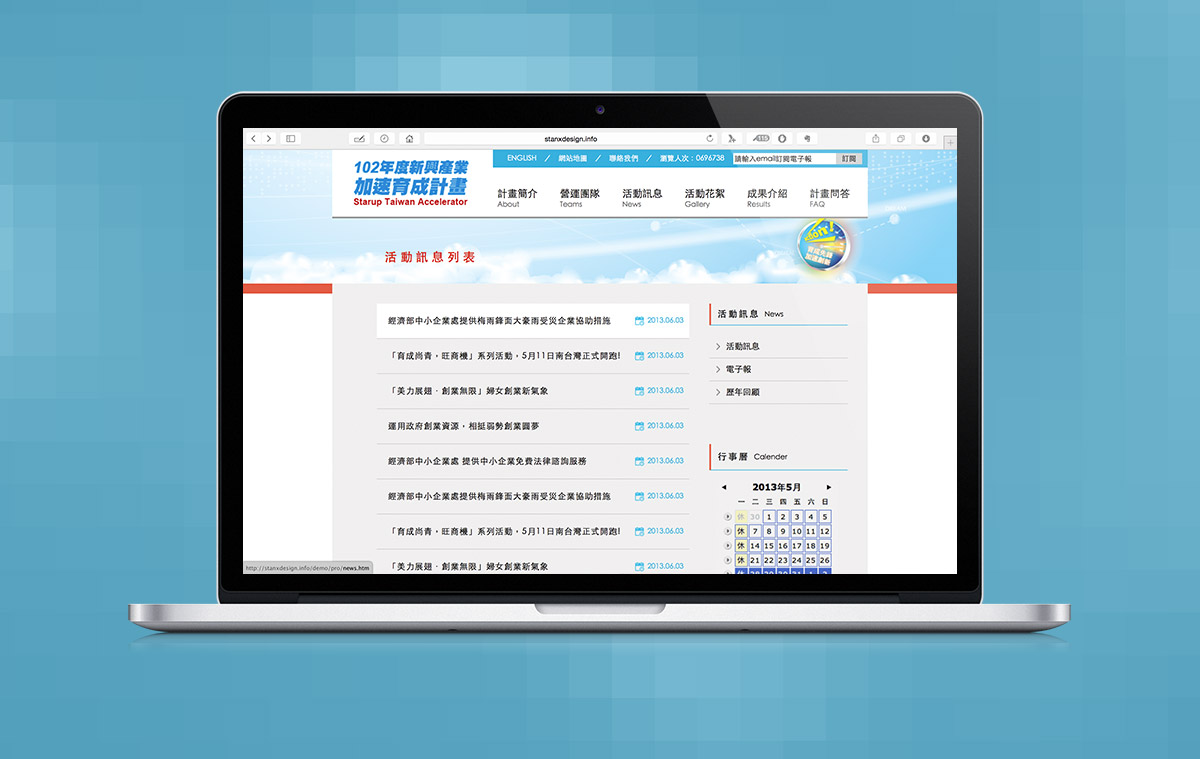 stanxdesign.info
115
102年度新興產業
加速育成計畫
Starup Taiwan Accelerator
ENGLISH / 網站地圖 / 聯絡我們 / 瀏覽人次：0696738
請輸入email訂閱電子報 訂閱
計畫簡介 營運團隊 活動訊息 活動花絮 成果介紹 計畫問答
About Teams News Gallery Results FAQ
育成先鋒
加速創新
活動訊息列表
經濟部中小企業處提供梅雨鋒面大豪雨受災企業協助措施 2013.06.03
「育成尚青，旺商機」系列活動，5月11日南台灣正式開跑! 2013.06.03
「美力展翅．創業無限」婦女創業新氣象 2013.06.03
運用政府創業資源，相挺弱勢創業圓夢 2013.06.03
經濟部中小企業處 提供中小企業免費法律諮詢服務 2013.06.03
經濟部中小企業處提供梅雨鋒面大豪雨受災企業協助措施 2013.06.03
「育成尚青，旺商機」系列活動，5月11日南台灣正式開跑! 2013.06.03
「美力展翅．創業無限」婦女創業新氣象 2013.06.03
活動訊息 News
活動訊息
電子報
歷年回顧
行事曆 Calender
2013年5月
一 二 三 四 五 六 日
休 30 1 2 3 4 5
休 7 8 9 10 11 12
休 14 15 16 17 18 19
休 21 22 23 24 25 26
http://stanxdesign.info/demo/pro/news.htm